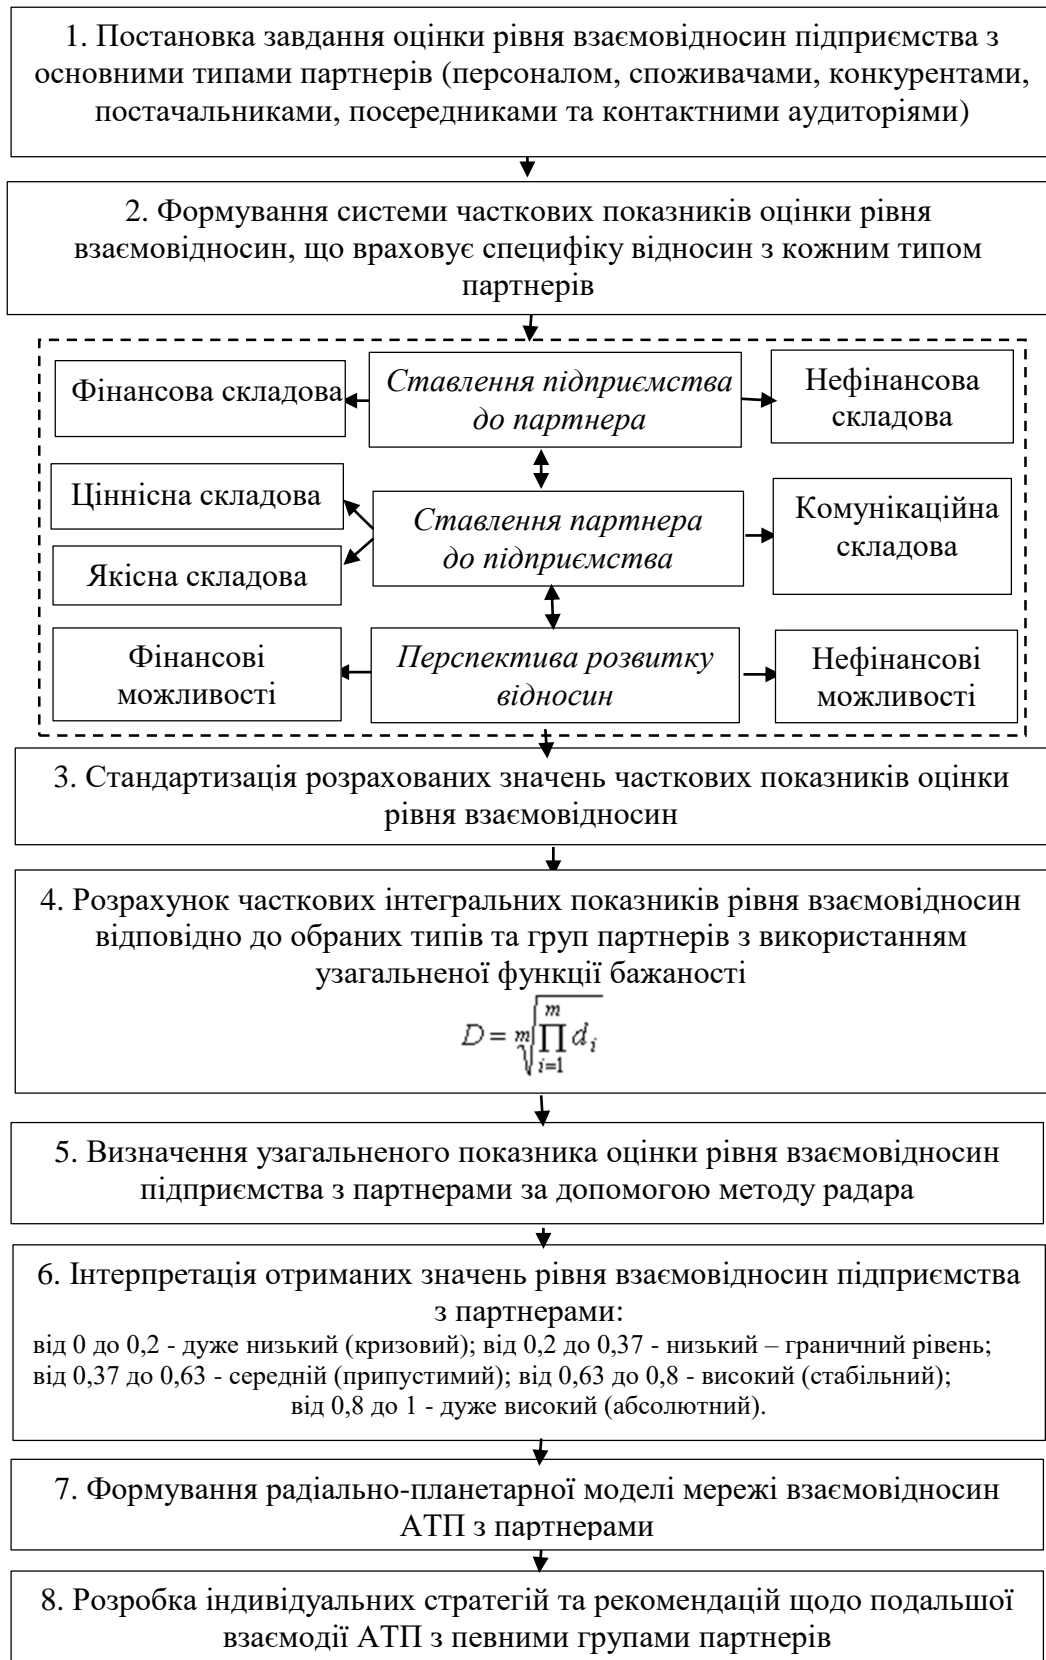 1. Постановка завдання оцінки рівня взаємовідносин підприємства з
основними типами партнерів (персоналом, споживачами, конкурентами,
постачальниками, посередниками та контактними аудиторіями)
2. Формування системи часткових показників оцінки рівня
взаємовідносин, що враховує специфіку відносин з кожним типом
партнерів
Фінансова складова
Ставлення підприємства
до партнера
Нефінансова
складова
Ціннісна складова
Якісна складова
Ставлення партнера
до підприємства
Комунікаційна
складова
Фінансові
можливості
Перспектива розвитку
відносин
Нефінансові
можливості
3. Стандартизація розрахованих значень часткових показників оцінки
рівня взаємовідносин
4. Розрахунок часткових інтегральних показників рівня взаємовідносин
відповідно до обраних типів та груп партнерів з використанням
узагальненої функції бажаності
D = \sqrt[m]{\prod_{i=1}^{m} d_i}
5. Визначення узагальненого показника оцінки рівня взаємовідносин
підприємства з партнерами за допомогою методу радара
6. Інтерпретація отриманих значень рівня взаємовідносин підприємства
з партнерами:
від 0 до 0,2 - дуже низький (кризовий); від 0,2 до 0,37 - низький – граничний рівень;
від 0,37 до 0,63 - середній (припустимий); від 0,63 до 0,8 - високий (стабільний);
від 0,8 до 1 - дуже високий (абсолютний).
7. Формування радіально-планетарної моделі мережі взаємовідносин
АТП з партнерами
8. Розробка індивідуальних стратегій та рекомендацій щодо подальшої
взаємодії АТП з певними групами партнерів